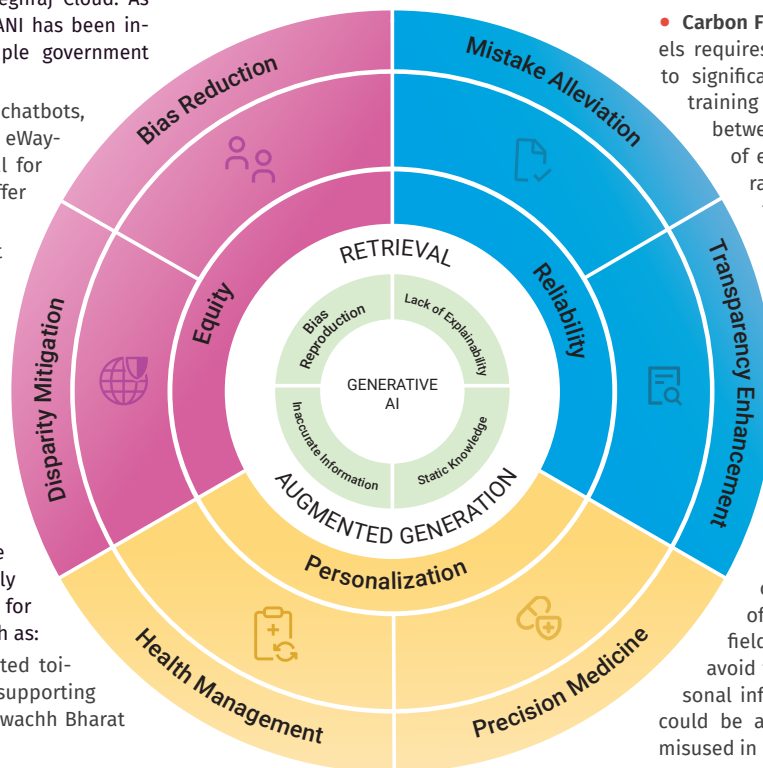 eghraj Cloud. As
ANI has been in-
ple government
chatbots,
eWay-
l for
ffer
t
e
ly
for
h as:
ted toi-
supporting
wachh Bharat
Bias Reduction
Mistake Alleviation
Disparity Mitigation
Equity
Reliability
Transparency Enhancement
RETRIEVAL
Bias
Reproduction
Lack of Explainability
GENERATIVE
AI
Inaccurate Information
Static Knowledge
AUGMENTED GENERATION
Personalization
Health Management
Precision Medicine
• Carbon F
els requires
to significa
training
betwee
of e
ra
of
field
avoid
sonal inf
could be a
misused in